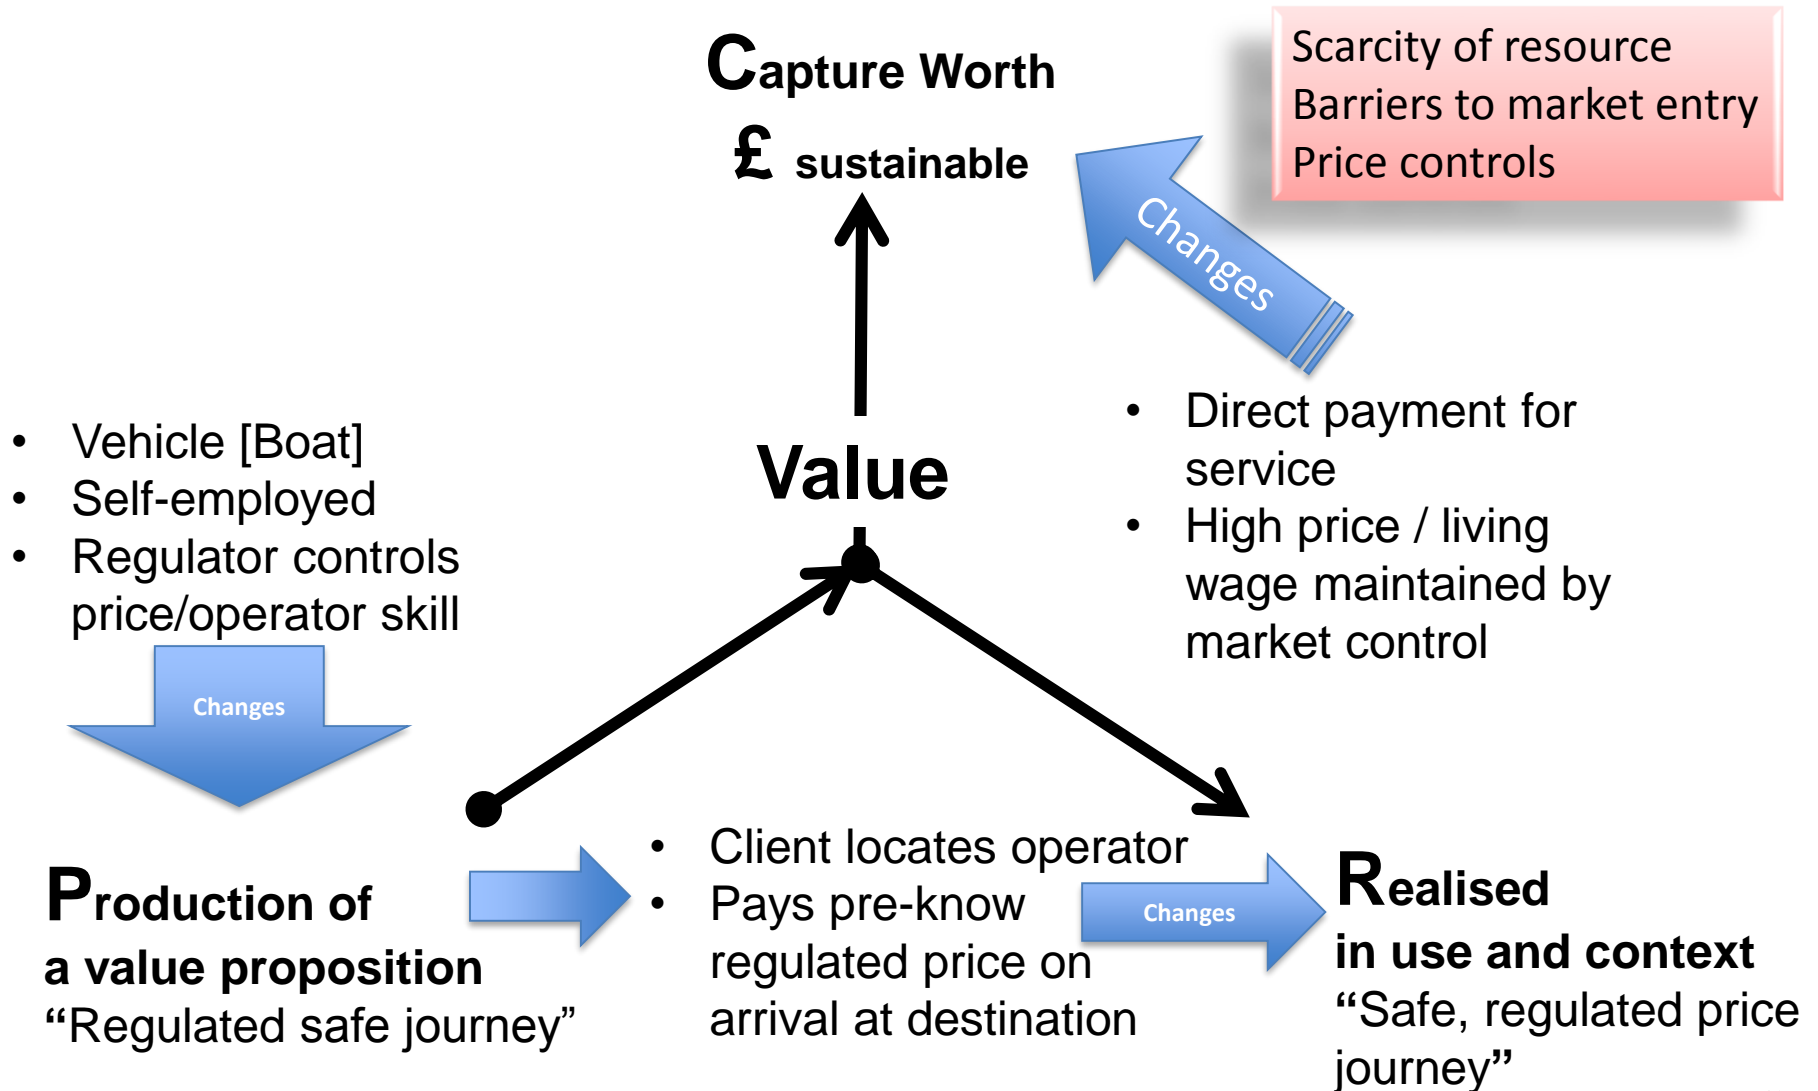 Capture Worth
£ sustainable
Scarcity of resource
Barriers to market entry
Price controls
Changes
• Vehicle [Boat]
• Self-employed
• Regulator controls
price/operator skill
Changes
Value
• Direct payment for
service
• High price / living
wage maintained by
market control
Production of
a value proposition
“Regulated safe journey”
• Client locates operator
• Pays pre-know
regulated price on
arrival at destination
Changes
Realised
in use and context
“Safe, regulated price
journey”